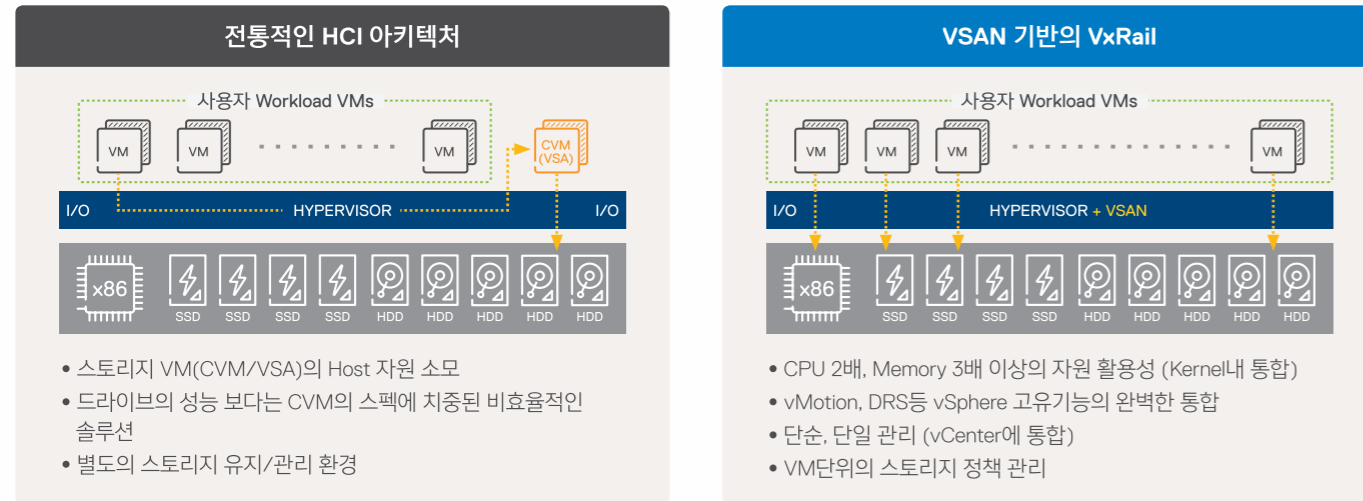 전통적인 HCI 아키텍처
사용자 Workload VMs
VM VM VM CVM
(VSA)
I/O HYPERVISOR I/O
x86
SSD SSD SSD SSD HDD HDD HDD HDD HDD
• 스토리지 VM(CVM/VSA)의 Host 자원 소모
• 드라이브의 성능 보다는 CVM의 스펙에 치중된 비효율적인
솔루션
• 별도의 스토리지 유지/관리 환경
VSAN 기반의 VxRail
사용자 Workload VMs
VM VM VM VM
I/O HYPERVISOR + VSAN
x86
SSD SSD SSD SSD HDD HDD HDD HDD HDD
• CPU 2배, Memory 3배 이상의 자원 활용성 (Kernel내 통합)
• vMotion, DRS등 vSphere 고유기능의 완벽한 통합
• 단순, 단일 관리 (vCenter에 통합)
• VM단위의 스토리지 정책 관리